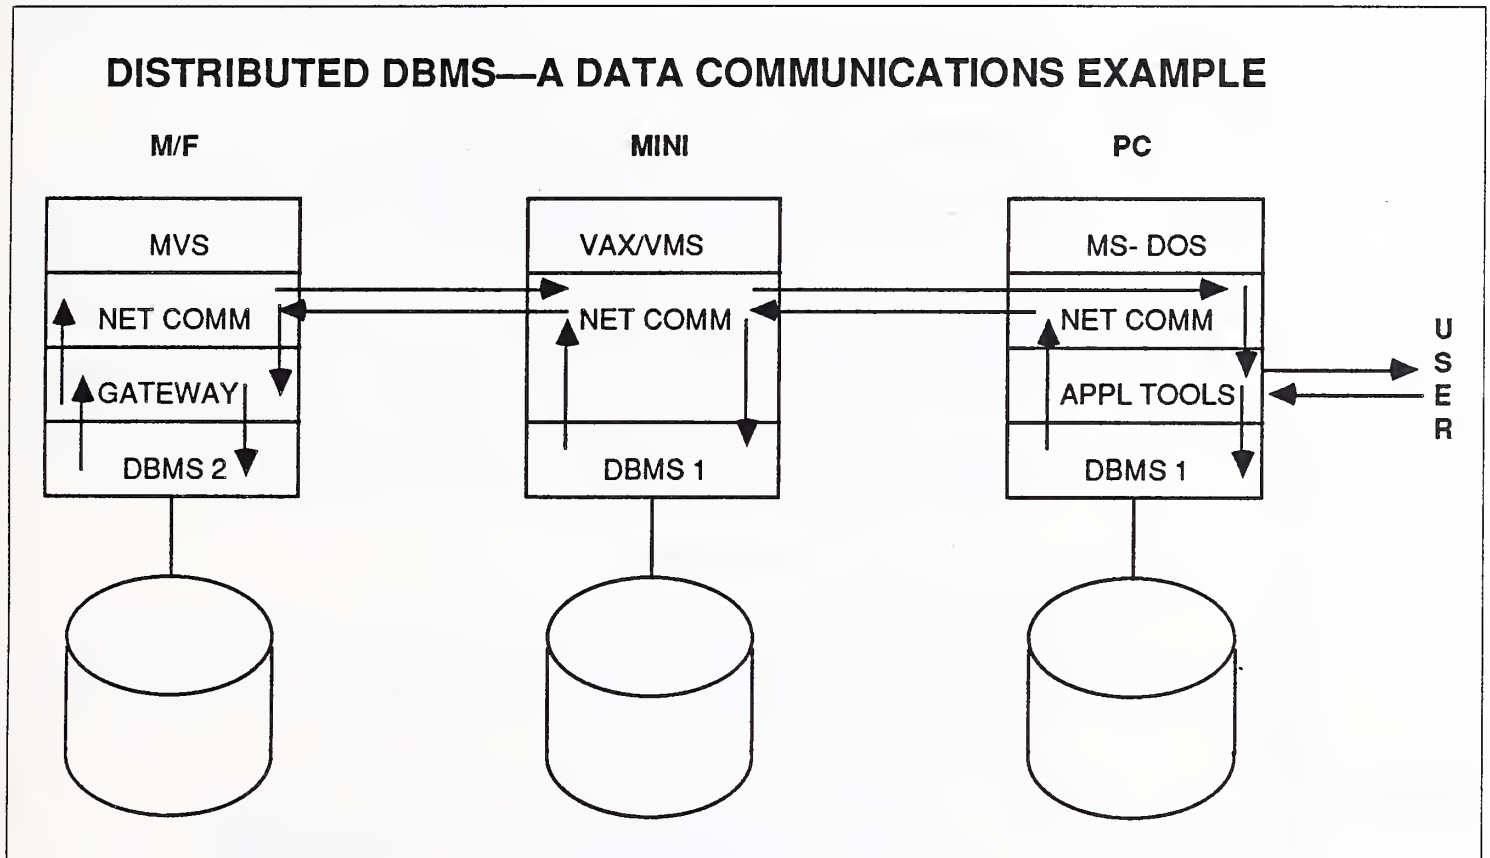 DISTRIBUTED DBMS—A DATA COMMUNICATIONS EXAMPLE
M/F
MINI
PC
MVS
NET COMM
GATEWAY
DBMS 2
VAX/VMS
NET COMM
DBMS 1
MS- DOS
NET COMM
APPL TOOLS
DBMS 1
USER